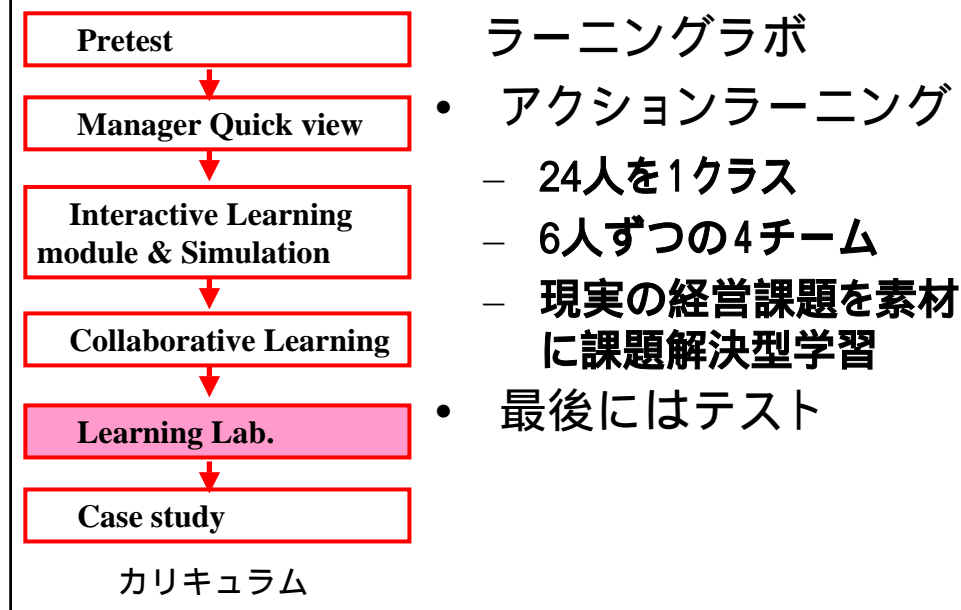 Pretest
Manager Quick view
Interactive Learning
module & Simulation
Collaborative Learning
Learning Lab.
Case study
カリキュラム
ラーニングラボ
• アクションラーニング
– 24人を1クラス
– 6人ずつの4チーム
– 現実の経営課題を素材
に課題解決型学習
• 最後にはテスト